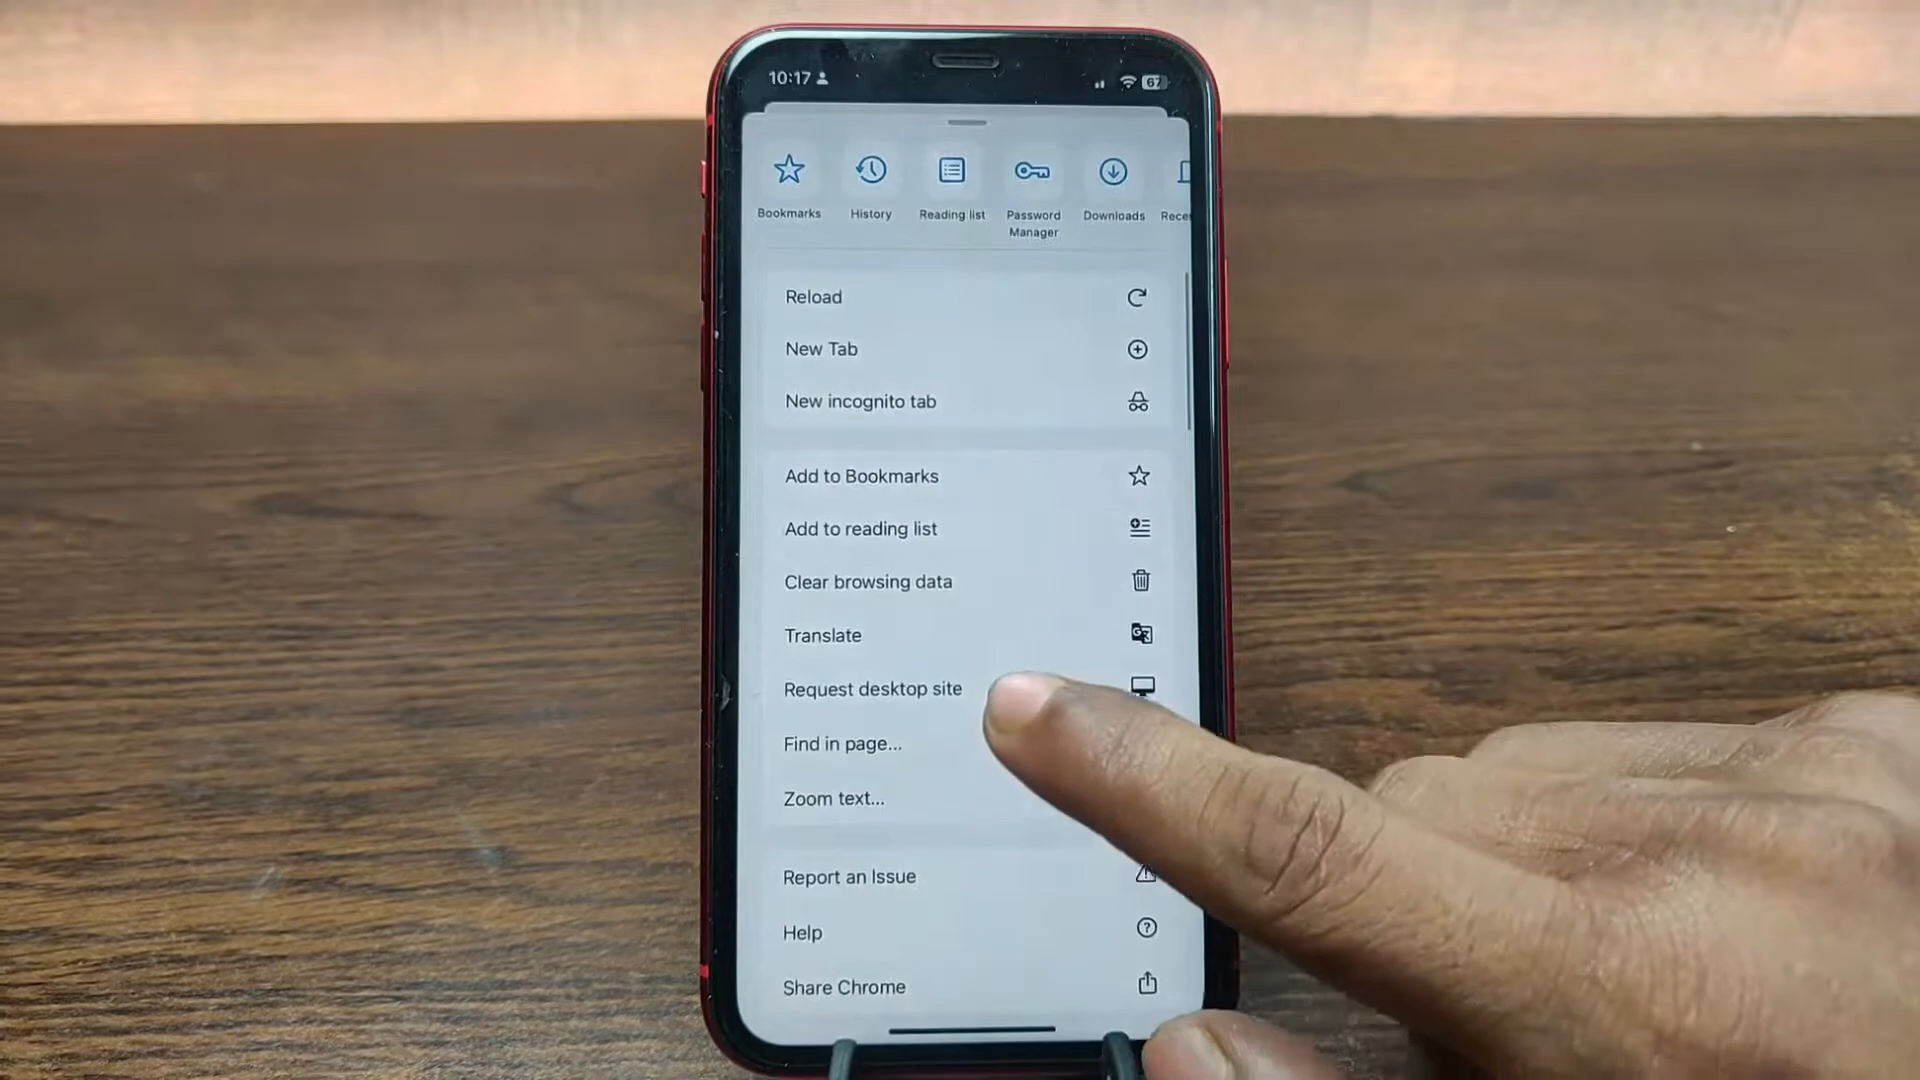 10:17
67
Bookmarks
History
Reading list
Password
Manager
Downloads
Recen
Reload
New Tab
New incognito tab
Add to Bookmarks
Add to reading list
Clear browsing data
Translate
Request desktop site
Find in page...
Zoom text...
Report an Issue
Help
Share Chrome